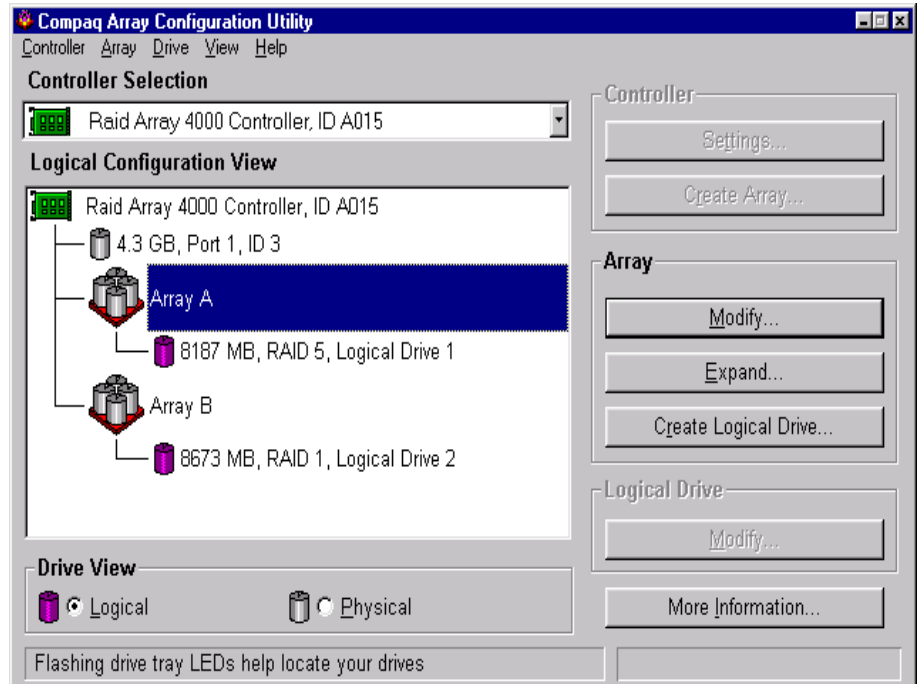 Compaq Array Configuration Utility
Controller Array Drive View Help
Controller Selection
Raid Array 4000 Controller, ID A015
Logical Configuration View
Raid Array 4000 Controller, ID A015
4.3 GB, Port 1, ID 3
Array A
8187 MB, RAID 5, Logical Drive 1
Array B
8673 MB, RAID 1, Logical Drive 2
Drive View
Logical
Physical
Flashing drive tray LEDs help locate your drives
Controller
Settings...
Create Array...
Array
Modify...
Expand...
Create Logical Drive...
Logical Drive
Modify...
More Information...